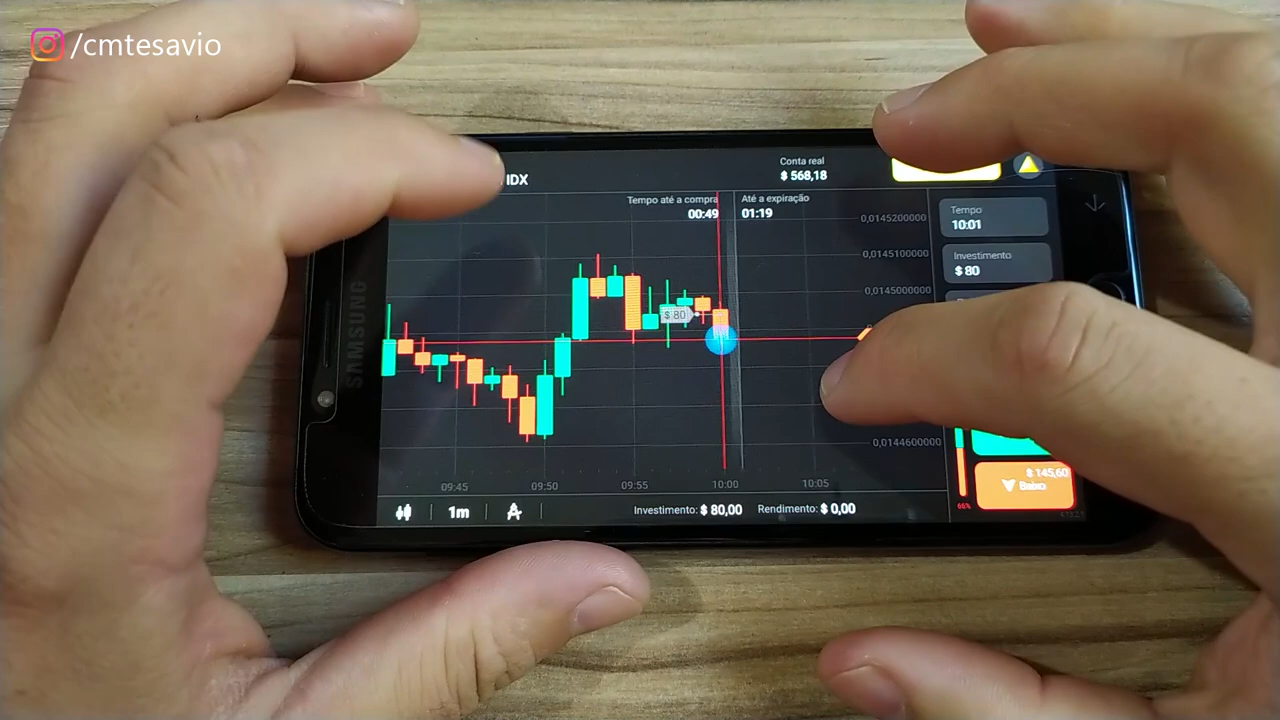 /cmtesavio
IDX
Conta real
$ 568,18
Tempo até a compra
00:49
Até a expiração
01:19
0,0145200000
0,0145100000
0,0145000000
0,0144600000
Tempo
10:01
Investimento
$ 80
$ 80
$ 145,60
Baixo
66%
SAMSUNG
09:45
09:50
09:55
10:00
10:05
1m
Investimento: $ 80,00
Rendimento: $ 0,00